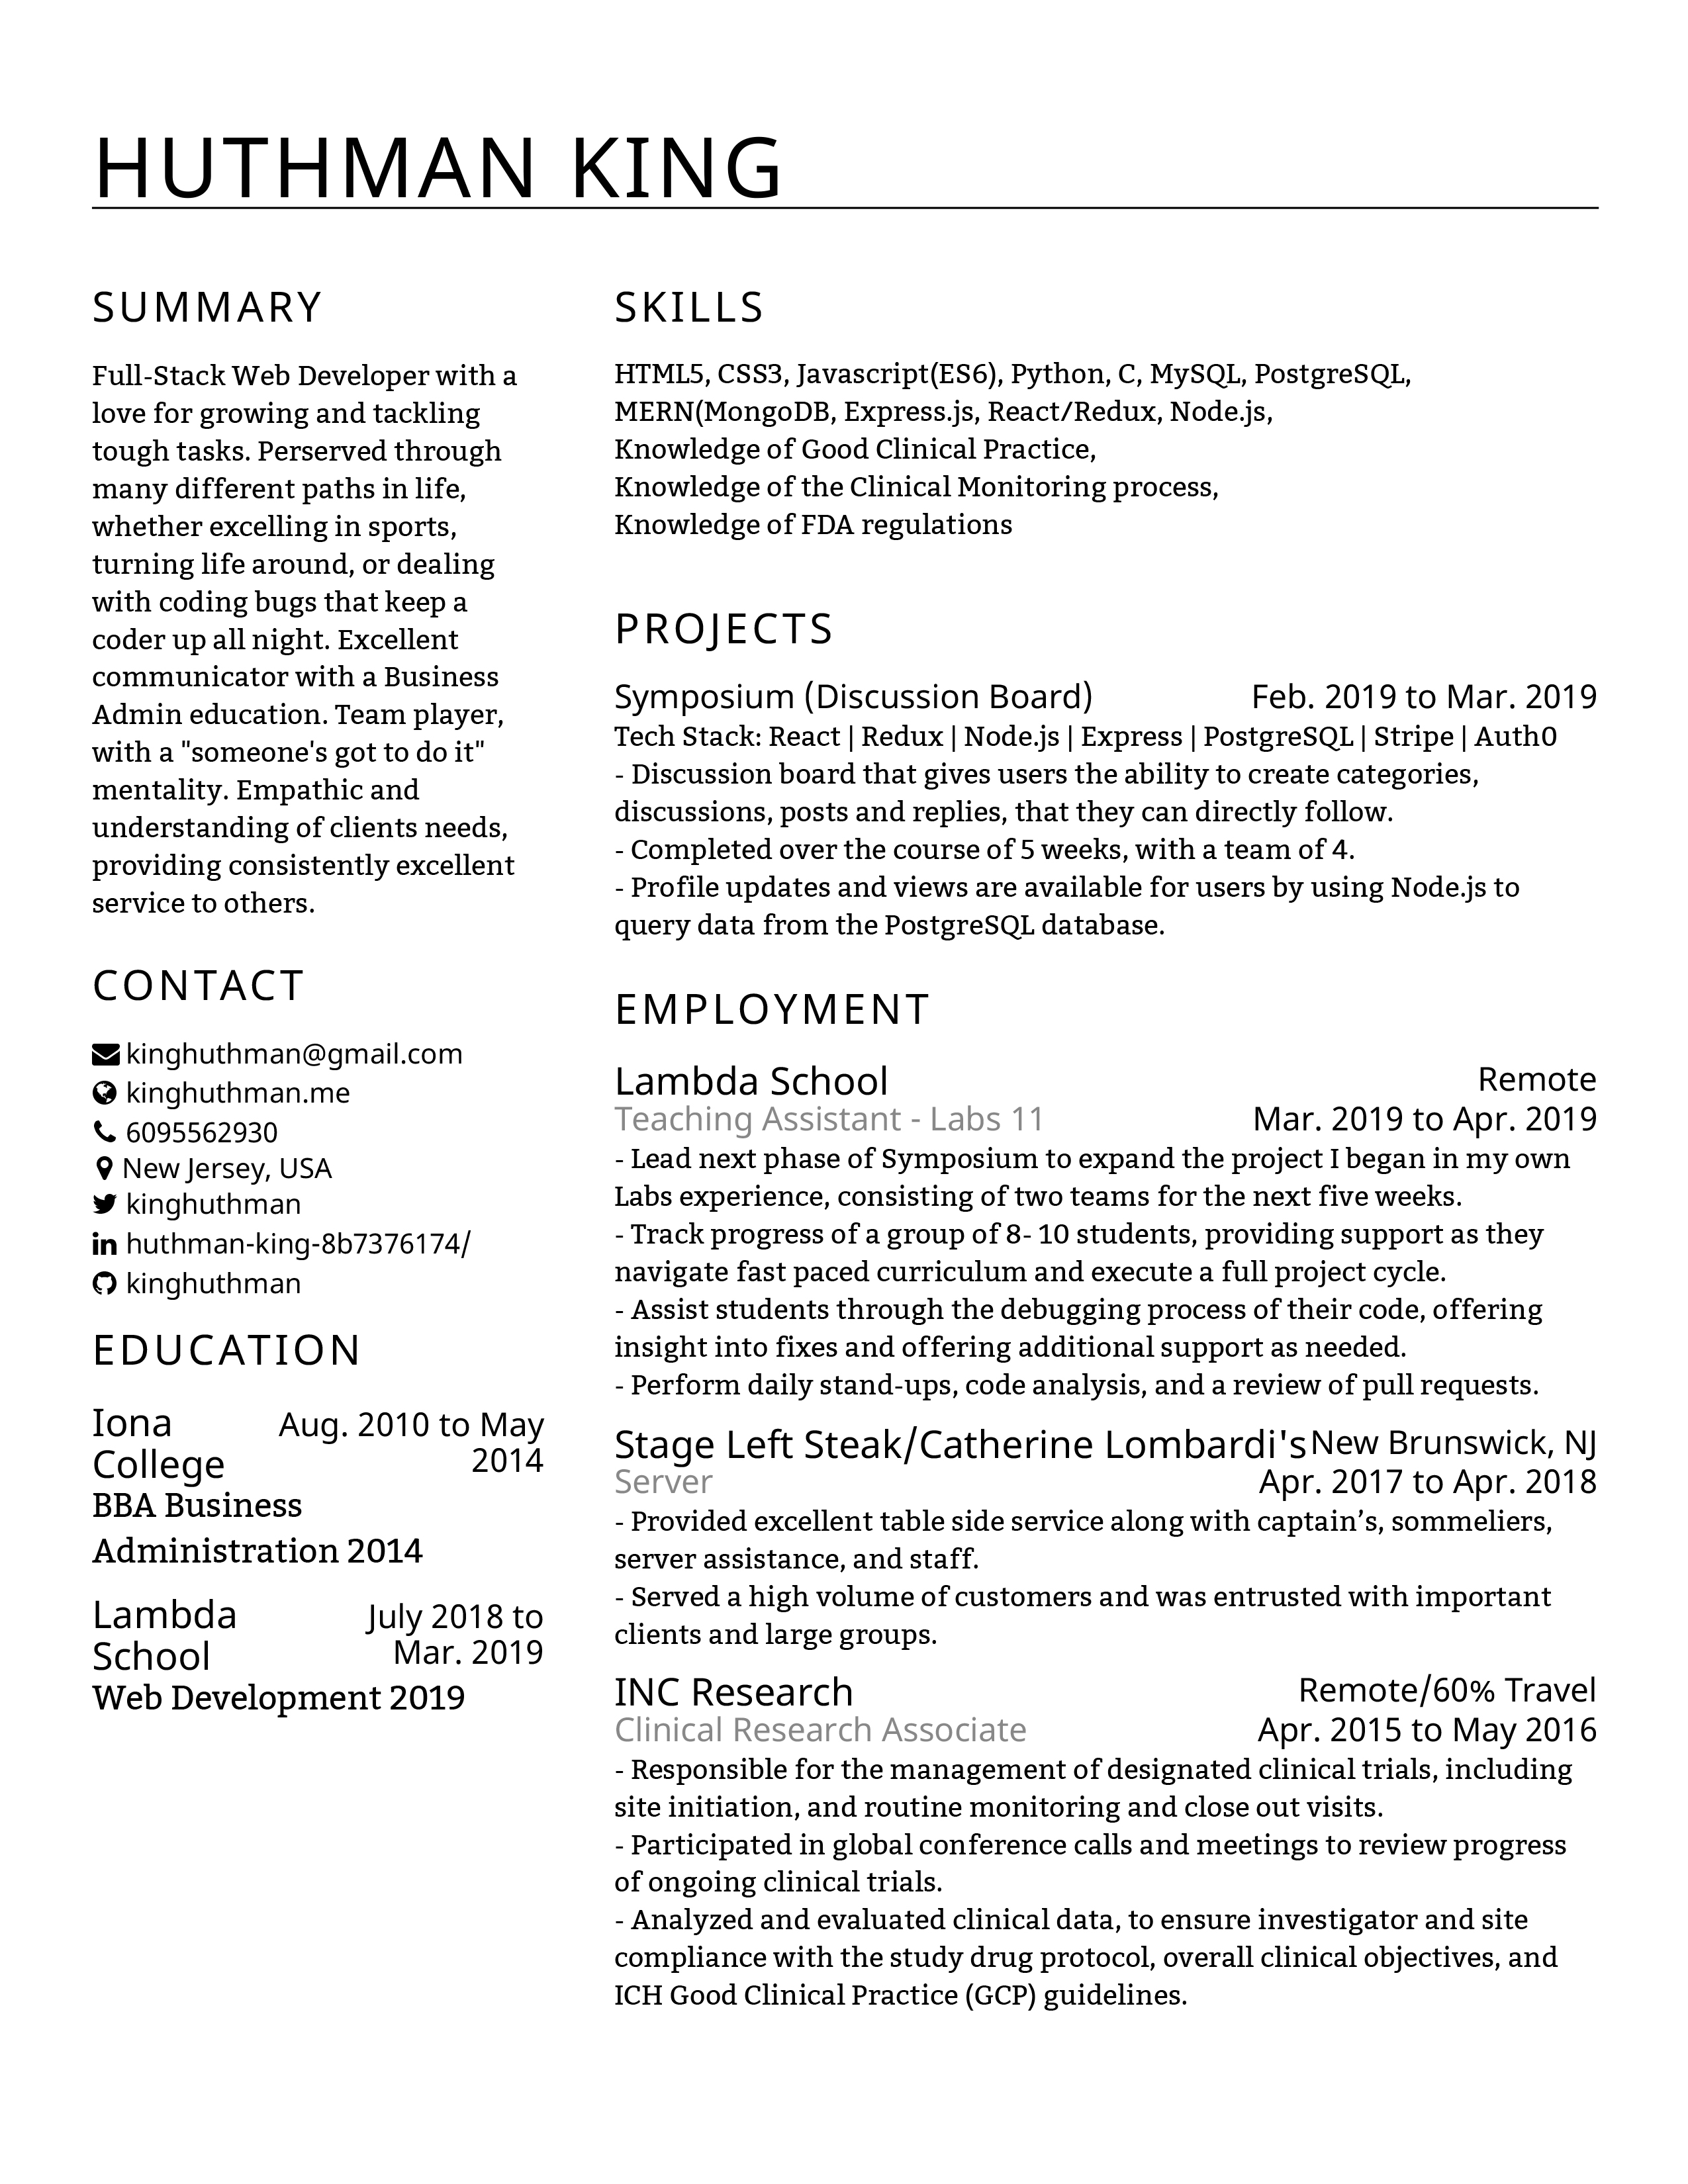 HUTHMAN KING
SUMMARY
Full-Stack Web Developer with a
love for growing and tackling
tough tasks. Perserved through
many different paths in life,
whether excelling in sports,
turning life around, or dealing
with coding bugs that keep a
coder up all night. Excellent
communicator with a Business
Admin education. Team player,
with a "someone's got to do it"
mentality. Empathic and
understanding of clients needs,
providing consistently excellent
service to others.
CONTACT
kinghuthman@gmail.com
kinghuthman.me
6095562930
New Jersey, USA
kinghuthman
huthman-king-8b7376174/
kinghuthman
EDUCATION
Iona Aug. 2010 to May
College 2014
BBA Business
Administration 2014
Lambda July 2018 to
School Mar. 2019
Web Development 2019
SKILLS
HTML5, CSS3, Javascript(ES6), Python, C, MySQL, PostgreSQL,
MERN(MongoDB, Express.js, React/Redux, Node.js,
Knowledge of Good Clinical Practice,
Knowledge of the Clinical Monitoring process,
Knowledge of FDA regulations
PROJECTS
Symposium (Discussion Board) Feb. 2019 to Mar. 2019
Tech Stack: React | Redux | Node.js | Express | PostgreSQL | Stripe | Auth0
- Discussion board that gives users the ability to create categories,
discussions, posts and replies, that they can directly follow.
- Completed over the course of 5 weeks, with a team of 4.
- Profile updates and views are available for users by using Node.js to
query data from the PostgreSQL database.
EMPLOYMENT
Lambda School Remote
Teaching Assistant - Labs 11 Mar. 2019 to Apr. 2019
- Lead next phase of Symposium to expand the project I began in my own
Labs experience, consisting of two teams for the next five weeks.
- Track progress of a group of 8- 10 students, providing support as they
navigate fast paced curriculum and execute a full project cycle.
- Assist students through the debugging process of their code, offering
insight into fixes and offering additional support as needed.
- Perform daily stand-ups, code analysis, and a review of pull requests.
Stage Left Steak/Catherine Lombardi's New Brunswick, NJ
Server Apr. 2017 to Apr. 2018
- Provided excellent table side service along with captain’s, sommeliers,
server assistance, and staff.
- Served a high volume of customers and was entrusted with important
clients and large groups.
INC Research Remote/60% Travel
Clinical Research Associate Apr. 2015 to May 2016
- Responsible for the management of designated clinical trials, including
site initiation, and routine monitoring and close out visits.
- Participated in global conference calls and meetings to review progress
of ongoing clinical trials.
- Analyzed and evaluated clinical data, to ensure investigator and site
compliance with the study drug protocol, overall clinical objectives, and
ICH Good Clinical Practice (GCP) guidelines.